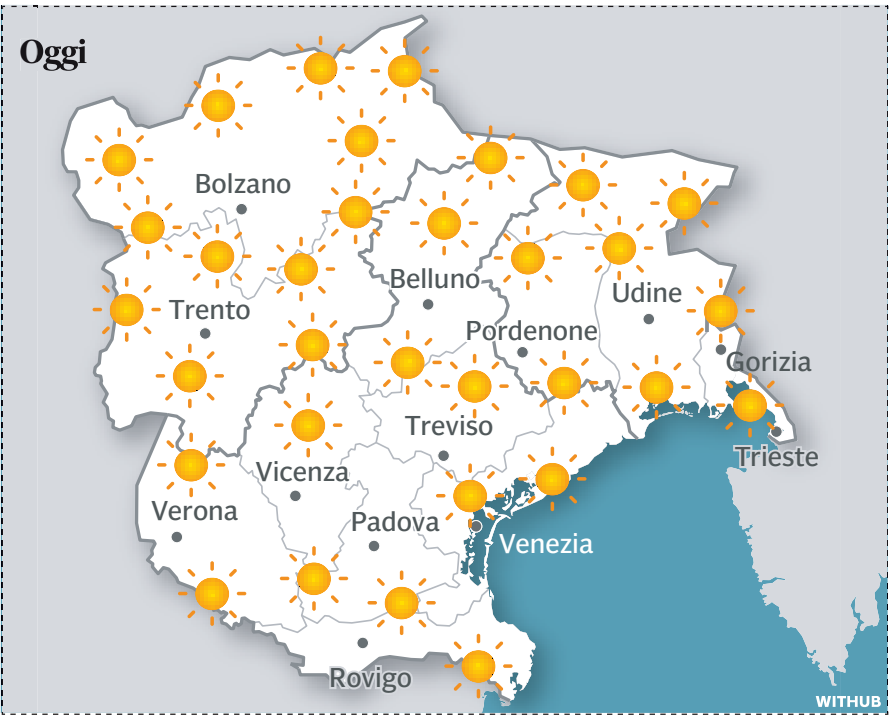 Oggi
Bolzano
Belluno
Udine
Trento
Pordenone
Gorizia
Treviso
Trieste
Vicenza
Verona
Padova
Venezia
Rovigo
WITHUB